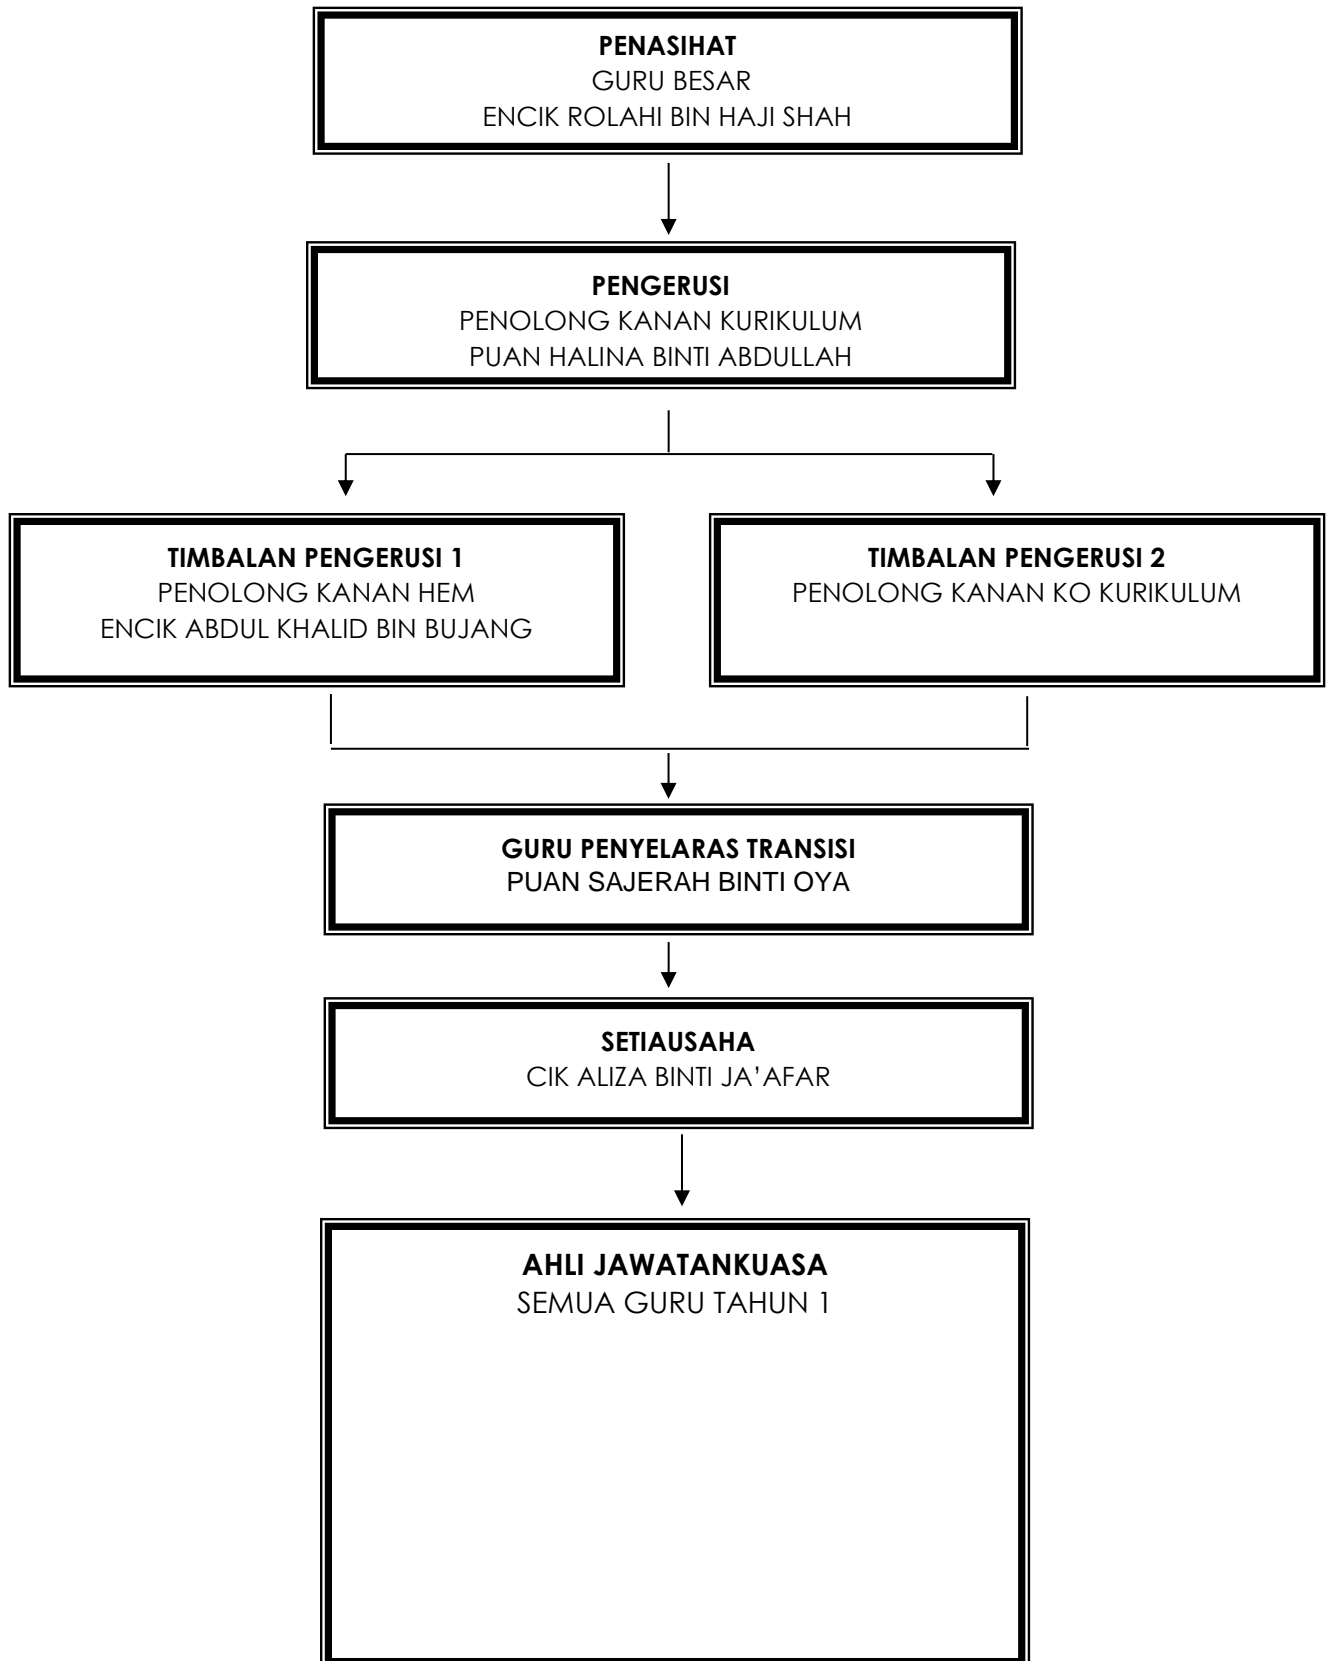 PENASIHAT
GURU BESAR
ENCIK ROLAHI BIN HAJI SHAH
PENGERUSI
PENOLONG KANAN KURIKULUM
PUAN HALINA BINTI ABDULLAH
TIMBALAN PENGERUSI 1
PENOLONG KANAN HEM
ENCIK ABDUL KHALID BIN BUJANG
TIMBALAN PENGERUSI 2
PENOLONG KANAN KO KURIKULUM
GURU PENYELARAS TRANSISI
PUAN SAJERAH BINTI OYA
SETIAUSAHA
CIK ALIZA BINTI JA’AFAR
AHLI JAWATANKUASA
SEMUA GURU TAHUN 1